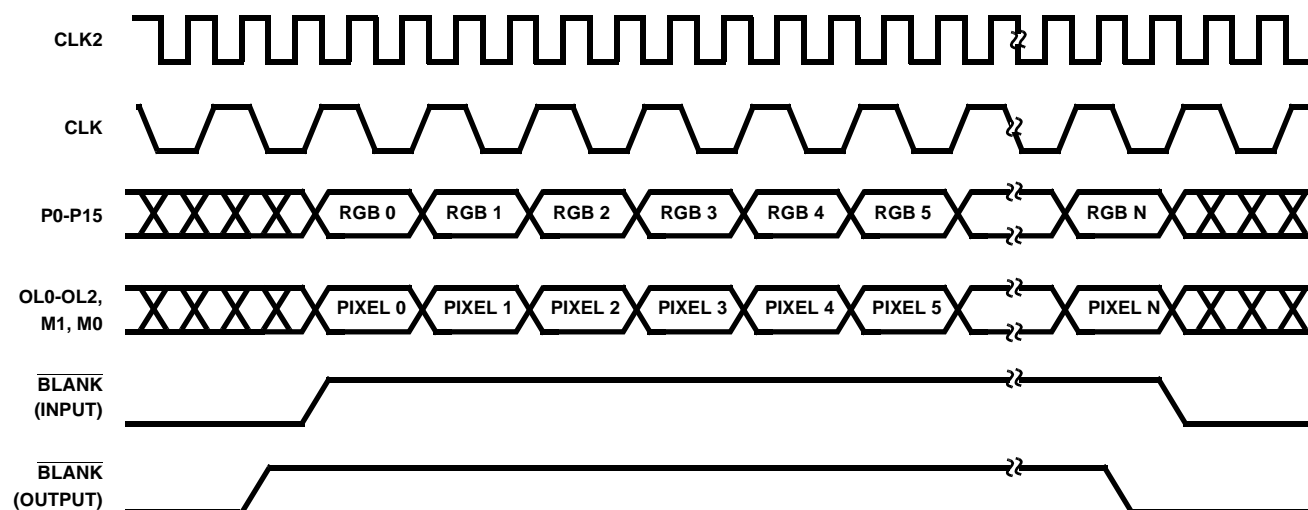 CLK2
CLK
P0-P15
RGB 0 RGB 1 RGB 2 RGB 3 RGB 4 RGB 5 RGB N
OL0-OL2,
M1, M0
PIXEL 0 PIXEL 1 PIXEL 2 PIXEL 3 PIXEL 4 PIXEL 5 PIXEL N
BLANK
(INPUT)
BLANK
(OUTPUT)